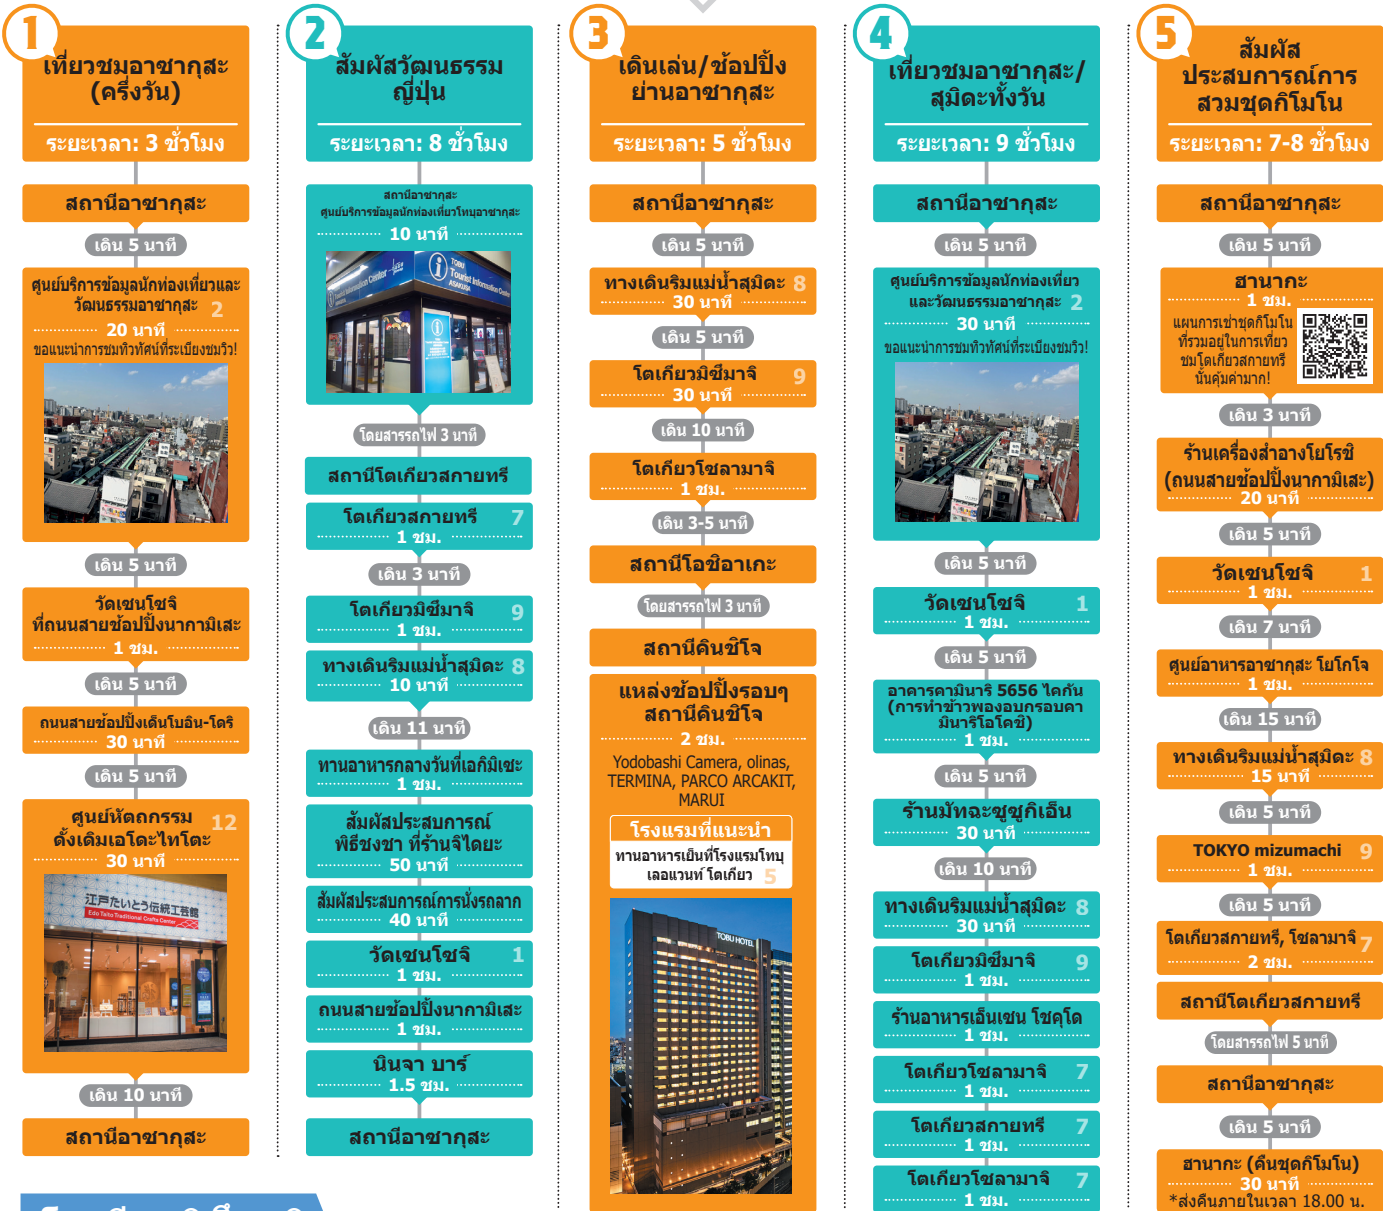 1
เที่ยวชมอาซากุสะ
(ครึ่งวัน)
ระยะเวลา: 3 ชั่วโมง
สถานีอาซากุสะ
เดิน 5 นาที
ศูนย์บริการข้อมูลนักท่องเที่ยวและ
วัฒนธรรมอาซากุสะ 2
20 นาที
ขอแนะนำการชมทิวทัศน์ที่ระเบียงชมวิว!
เดิน 5 นาที
วัดเซนโซจิ
ที่ถนนสายช้อปปิ้งนากามิเสะ
1 ชม.
เดิน 5 นาที
ถนนสายช้อปปิ้งเด็นโบอิน-โดริ
30 นาที
เดิน 5 นาที
ศูนย์หัตถกรรม
ดั้งเดิมเอโดะไทโตะ 12
30 นาที
江戸たいとう伝統工芸館
Edo Taito Traditional Crafts Center
เดิน 10 นาที
สถานีอาซากุสะ
2
สัมผัสวัฒนธรรม
ญี่ปุ่น
ระยะเวลา: 8 ชั่วโมง
สถานีอาซากุสะ
ศูนย์บริการข้อมูลนักท่องเที่ยวโทบุอาซากุสะ
10 นาที
TOBU
Tourist Information Center
ASAKUSA
โดยสารรถไฟ 3 นาที
สถานีโตเกียวสกายทรี
โตเกียวสกายทรี 7
1 ชม.
เดิน 3 นาที
โตเกียวมิซึมาจิ 9
1 ชม.
ทางเดินริมแม่น้ำสุมิดะ 8
10 นาที
เดิน 11 นาที
ทานอาหารกลางวันที่เอกิมิเซะ
1 ชม.
สัมผัสประสบการณ์
พิธีชงชา ที่ร้านจิไดยะ
50 นาที
สัมผัสประสบการณ์การนั่งรถลาก
40 นาที
วัดเซนโซจิ 1
1 ชม.
ถนนสายช้อปปิ้งนากามิเสะ
1 ชม.
นินจา บาร์
1.5 ชม.
สถานีอาซากุสะ
3
เดินเล่น/ช้อปปิ้ง
ย่านอาซากุสะ
ระยะเวลา: 5 ชั่วโมง
สถานีอาซากุสะ
เดิน 5 นาที
ทางเดินริมแม่น้ำสุมิดะ 8
30 นาที
เดิน 5 นาที
โตเกียวมิซึมาจิ 9
30 นาที
เดิน 10 นาที
โตเกียวโซลามาจิ
1 ชม.
เดิน 3-5 นาที
สถานีโอชิอาเกะ
โดยสารรถไฟ 3 นาที
สถานีคินชิโจ
แหล่งช้อปปิ้งรอบๆ
สถานีคินชิโจ
2 ชม.
Yodobashi Camera, olinas,
TERMINA, PARCO ARCAKIT,
MARUI
โรงแรมที่แนะนำ
ทานอาหารเย็นที่โรงแรมโทบุ
เลอแวนท์ โตเกียว 5
TOBU HOTEL
4
เที่ยวชมอาซากุสะ/
สุมิดะทั้งวัน
ระยะเวลา: 9 ชั่วโมง
สถานีอาซากุสะ
เดิน 5 นาที
ศูนย์บริการข้อมูลนักท่องเที่ยว
และวัฒนธรรมอาซากุสะ 2
30 นาที
ขอแนะนำการชมทิวทัศน์ที่ระเบียงชมวิว!
เดิน 5 นาที
วัดเซนโซจิ 1
1 ชม.
เดิน 5 นาที
อาคารคามินาริ 5656 ไคกัน
(การทำข้าวพองอบกรอบคา
มินาริโอโคชิ)
1 ชม.
เดิน 5 นาที
ร้านมัทฉะซูซูกิเอ็น
30 นาที
เดิน 10 นาที
ทางเดินริมแม่น้ำสุมิดะ 8
30 นาที
โตเกียวมิซึมาจิ 9
1 ชม.
ร้านอาหารเอ็นเซน โชคุโด
1 ชม.
โตเกียวโซลามาจิ 7
1 ชม.
โตเกียวสกายทรี 7
1 ชม.
โตเกียวโซลามาจิ 7
1 ชม.
5
สัมผัส
ประสบการณ์การ
สวมชุดกิโมโน
ระยะเวลา: 7-8 ชั่วโมง
สถานีอาซากุสะ
เดิน 5 นาที
ฮานากะ
1 ชม.
แผนการเช่าชุดกิโมโน
ที่รวมอยู่ในการเที่ยว
ชมโตเกียวสกายทรี
นั้นคุ้มค่ามาก!
เดิน 3 นาที
ร้านเครื่องสำอางโยโรชิ
(ถนนสายช้อปปิ้งนากามิเสะ)
20 นาที
เดิน 5 นาที
วัดเซนโซจิ 1
1 ชม.
เดิน 7 นาที
ศูนย์อาหารอาซากุสะ โยโกโจ
1 ชม.
เดิน 15 นาที
ทางเดินริมแม่น้ำสุมิดะ 8
15 นาที
เดิน 5 นาที
TOKYO mizumachi 9
1 ชม.
เดิน 5 นาที
โตเกียวสกายทรี, โซลามาจิ 7
2 ชม.
สถานีโตเกียวสกายทรี
โดยสารรถไฟ 5 นาที
สถานีอาซากุสะ
เดิน 5 นาที
ฮานากะ (คืนชุดกิโมโน)
30 นาที
*ส่งคืนภายในเวลา 18.00 น.